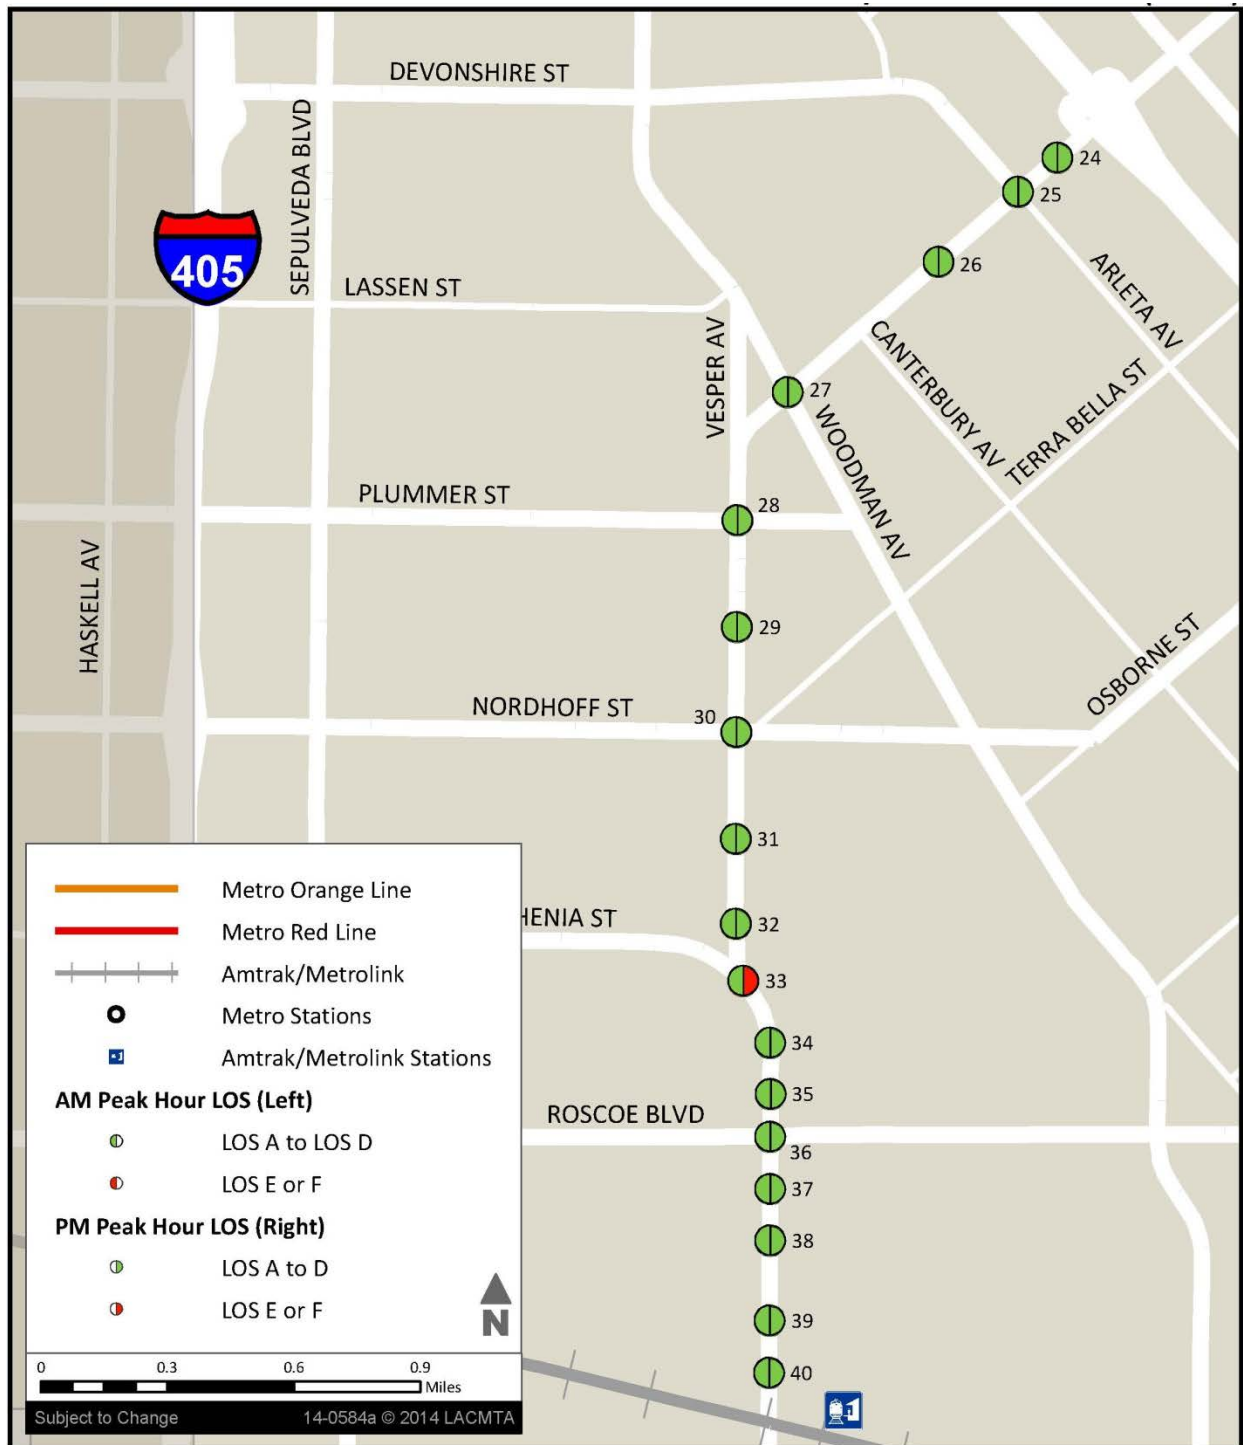 DEVONSHIRE ST
SEPULVEDA BLVD
24
25
405
26
ARLETA AV
LASSEN ST
VESPER AV
CANTERBURY AV
27
WOODMAN AV
TERRA BELLA ST
PLUMMER ST
28
HASKELL AV
29
OSBORNE ST
NORDHOFF ST
30
31
HENIA ST
32
33
34
35
ROSCOE BLVD
36
37
38
39
40
Metro Orange Line
Metro Red Line
Amtrak/Metrolink
Metro Stations
Amtrak/Metrolink Stations
AM Peak Hour LOS (Left)
LOS A to LOS D
LOS E or F
PM Peak Hour LOS (Right)
LOS A to D
LOS E or F
N
0 0.3 0.6 0.9
Miles
Subject to Change 14-0584a © 2014 LACMTA